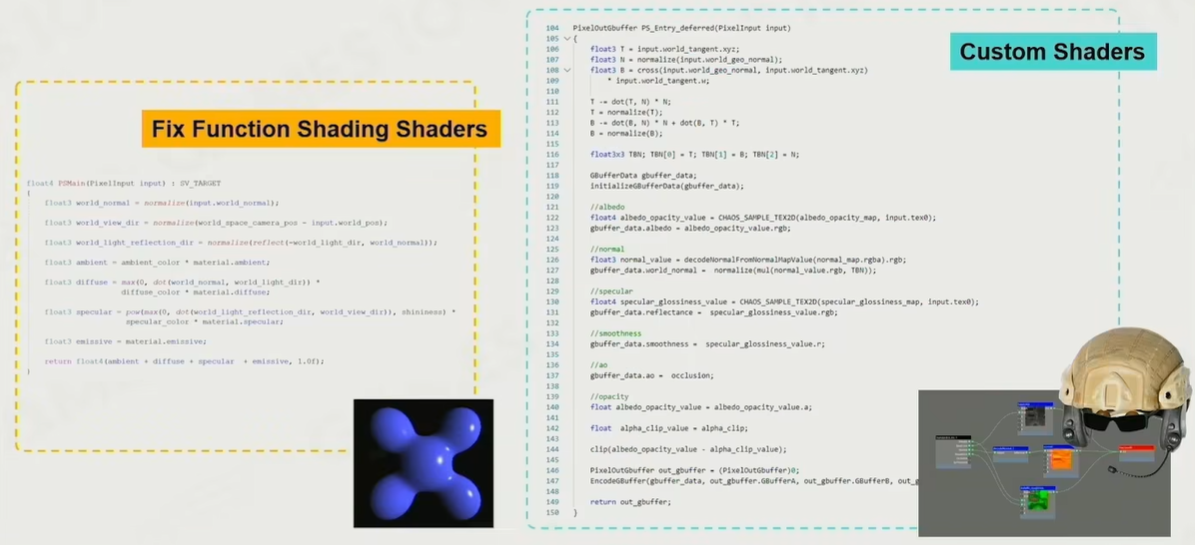 Fix Function Shading Shaders
float4 PSMain(PixelInput input) : SV_TARGET
{
float3 world_normal = normalize(input.world_normal);
float3 world_view_dir = normalize(world_space_camera_pos - input.world_pos);
float3 world_light_reflection_dir = normalize(reflect(-world_light_dir, world_normal));
float3 ambient = ambient_color * material.ambient;
float3 diffuse = max(0, dot(world_normal, world_light_dir)) *
diffuse_color * material.diffuse;
float3 specular = pow(max(0, dot(world_light_reflection_dir, world_view_dir)), shininess) *
specular_color * material.specular;
float3 emissive = material.emissive;
return float4(ambient + diffuse + specular + emissive, 1.0f);
}
Custom Shaders
104 PixelOutGbuffer PS_Entry_deferred(PixelInput input)
105 {
106 float3 T = input.world_tangent.xyz;
107 float3 N = normalize(input.world_geo_normal);
108 float3 B = cross(input.world_geo_normal, input.world_tangent.xyz)
109 * input.world_tangent.w;
110
111 T -= dot(T, N) * N;
112 T = normalize(T);
113 B -= dot(B, N) * N + dot(B, T) * T;
114 B = normalize(B);
115
116 float3x3 TBN; TBN[0] = T; TBN[1] = B; TBN[2] = N;
117
118 GBufferData gbuffer_data;
119 initializeGBufferData(gbuffer_data);
120
121 //albedo
122 float4 albedo_opacity_value = CHAOS_SAMPLE_TEX2D(albedo_opacity_map, input.tex0);
123 gbuffer_data.albedo = albedo_opacity_value.rgb;
124
125 //normal
126 float3 normal_value = decodeNormalFromNormalMapValue(normal_map.rgba).rgb;
127 gbuffer_data.world_normal = normalize(mul(normal_value.rgb, TBN));
128
129 //specular
130 float4 specular_glossiness_value = CHAOS_SAMPLE_TEX2D(specular_glossiness_map, input.tex0);
131 gbuffer_data.reflectance = specular_glossiness_value.rgb;
132
133 //smoothness
134 gbuffer_data.smoothness = specular_glossiness_value.r;
135
136 //ao
137 gbuffer_data.ao = occlusion;
138
139 //opacity
140 float albedo_opacity_value = albedo_opacity_value.a;
141
142 float alpha_clip_value = alpha_clip;
143
144 clip(albedo_opacity_value - alpha_clip_value);
145
146 PixelOutGbuffer out_gbuffer = (PixelOutGbuffer)0;
147 EncodeGBuffer(gbuffer_data, out_gbuffer.GBufferA, out_gbuffer.GBufferB, out_g
148
149 return out_gbuffer;
150 }